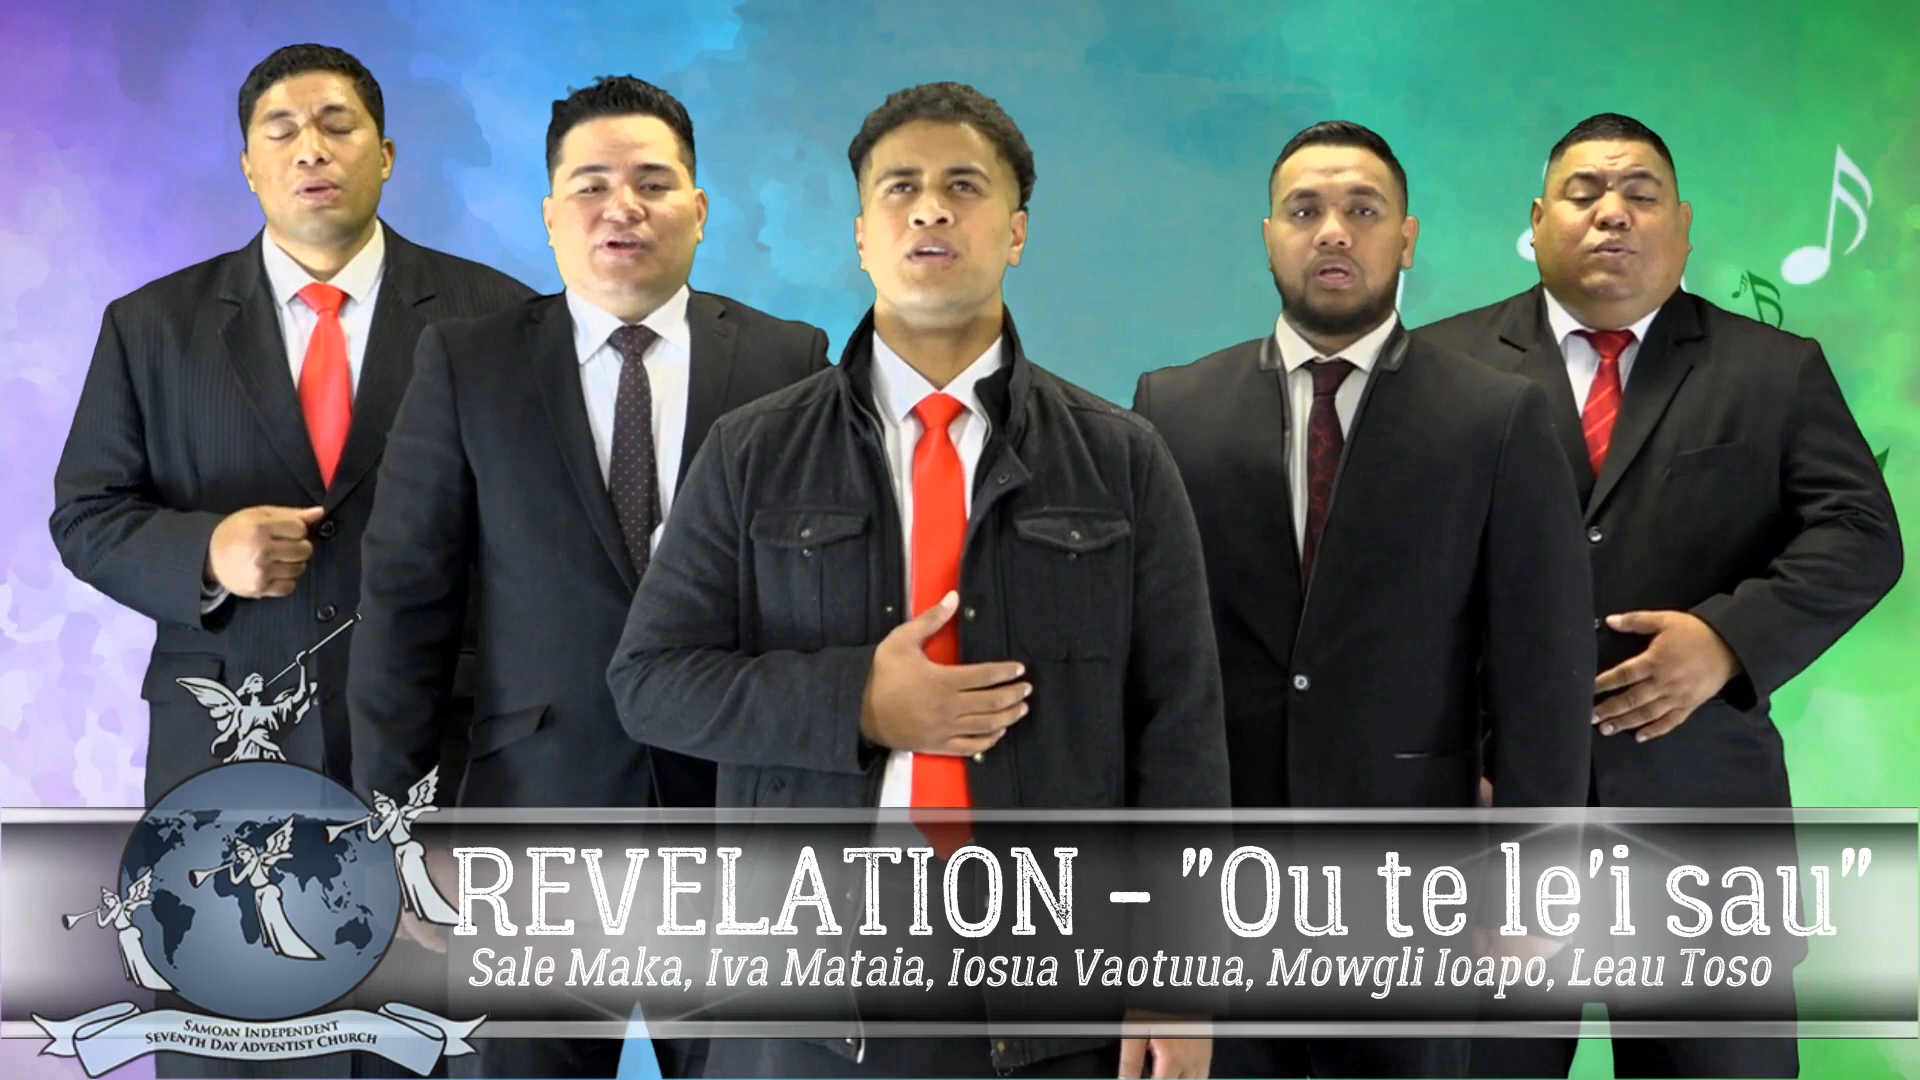 REVELATION - "Ou te le'i sau"
Sale Maka, Iva Mataia, Iosua Vaotuua, Mowgli Ioapo, Leau Toso
SAMOAN INDEPENDENT
SEVENTH DAY ADVENTIST CHURCH